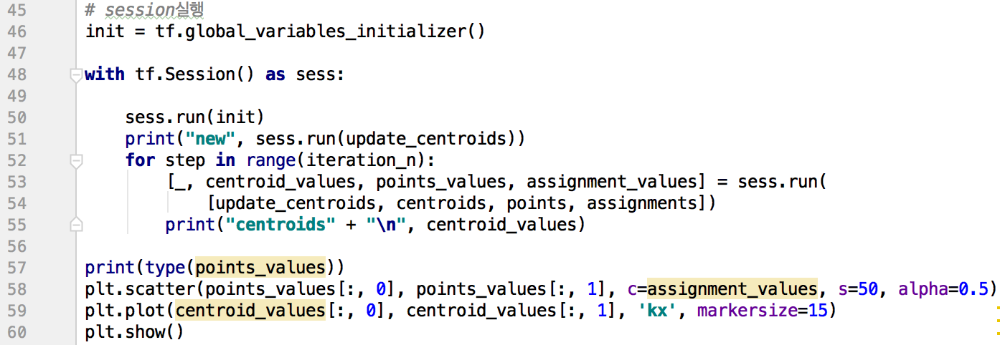 45 # session실행
46 init = tf.global_variables_initializer()
47
48 with tf.Session() as sess:
49
50     sess.run(init)
51     print("new", sess.run(update_centroids))
52     for step in range(iteration_n):
53         [_, centroid_values, points_values, assignment_values] = sess.run(
54             [update_centroids, centroids, points, assignments])
55         print("centroids" + "\n", centroid_values)
56
57 print(type(points_values))
58 plt.scatter(points_values[:, 0], points_values[:, 1], c=assignment_values, s=50, alpha=0.5)
59 plt.plot(centroid_values[:, 0], centroid_values[:, 1], 'kx', markersize=15)
60 plt.show()